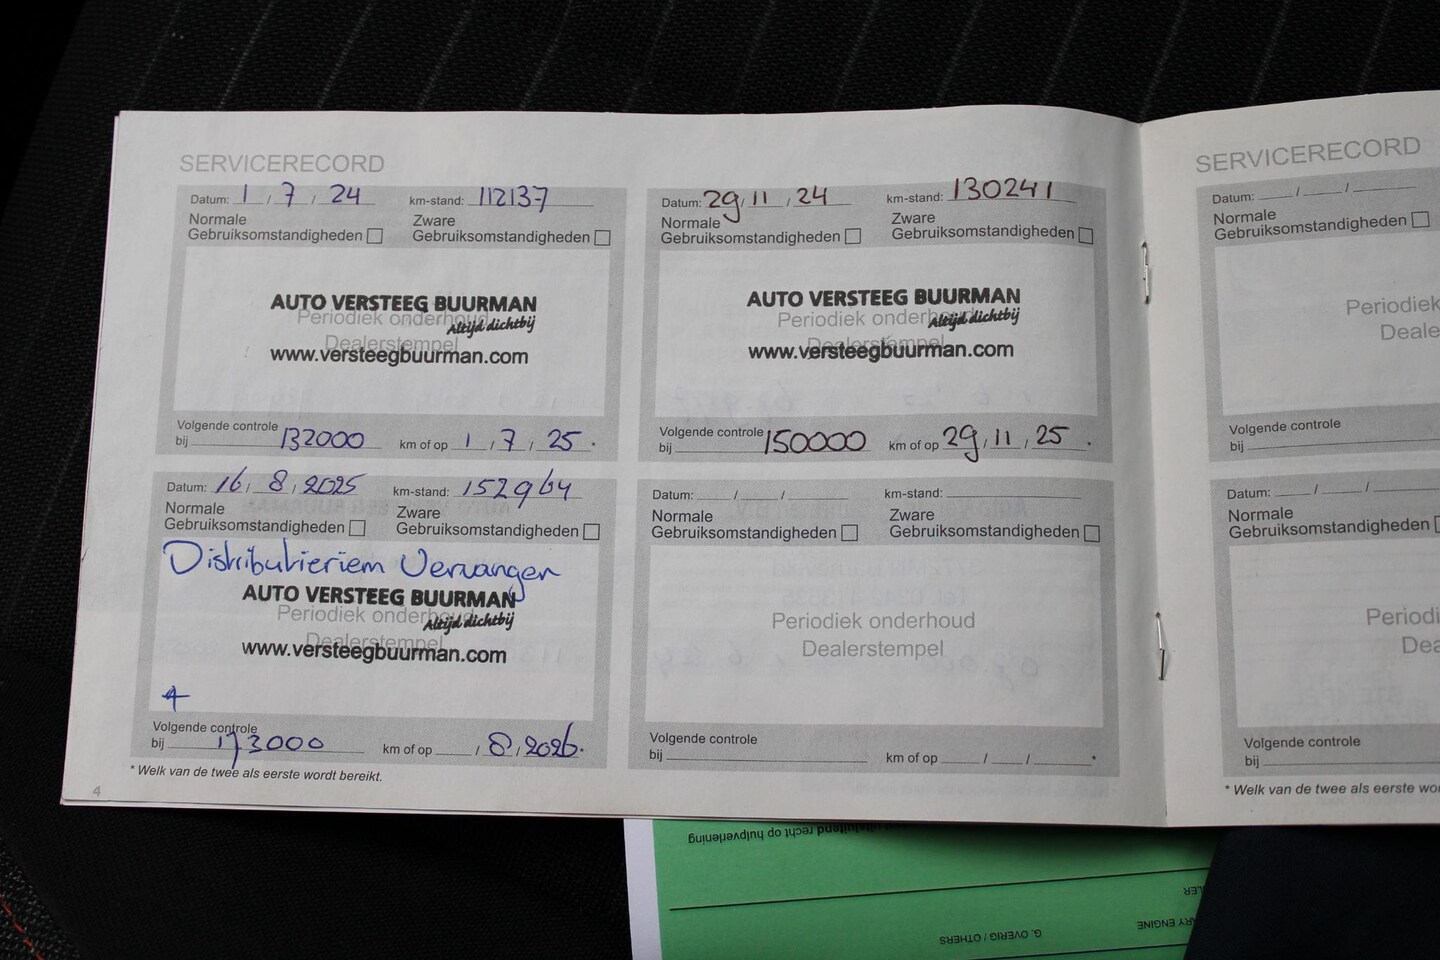 SERVICERECORD
Datum: 1 / 7 / 24 km-stand: 112137
Normale Gebruiksomstandigheden
Zware Gebruiksomstandigheden
AUTO VERSTEEG BUURMAN
Periodiek onderhoud
Altijd dichtbij
Dealerstempel
www.versteegbuurman.com
Volgende controle
bij 132000 km of op 1 / 7 / 25 .
Datum: 29 / 11 / 24 km-stand: 130241
Normale Gebruiksomstandigheden
Zware Gebruiksomstandigheden
AUTO VERSTEEG BUURMAN
Periodiek onderhoud
Altijd dichtbij
Dealerstempel
www.versteegbuurman.com
Volgende controle
bij 150000 km of op 29 / 11 / 25 .
Datum: 16 / 8 / 2025 km-stand: 152964
Normale Gebruiksomstandigheden
Zware Gebruiksomstandigheden
Distributieriem Vervangen
AUTO VERSTEEG BUURMAN
Periodiek onderhoud
Altijd dichtbij
Dealerstempel
www.versteegbuurman.com
Volgende controle
bij 173000 km of op / 8 / 2026.
* Welk van de twee als eerste wordt bereikt.
4
Datum: / / km-stand:
Normale Gebruiksomstandigheden
Zware Gebruiksomstandigheden
Periodiek onderhoud
Dealerstempel
Volgende controle
bij km of op / / *
SERVICERECORD
Datum: / /
Normale
Gebruiksomstandigheden
Periodiek
Deale
Volgende controle
bij
Datum: / /
Normale
Gebruiksomstandigheden
Periodi
Dea
Volgende controle
bij
* Welk van de twee als eerste wo
recht op hulpverlening
G. OVERIG / OTHERS
RY ENGINE